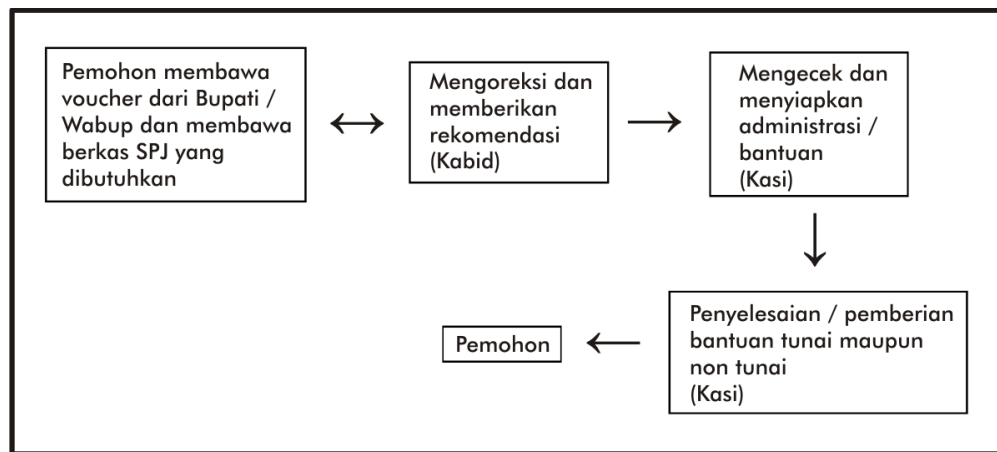 Pemohon membawa
voucher dari Bupati /
Wabup dan membawa
berkas SPJ yang
dibutuhkan
Mengoreksi dan
memberikan
rekomendasi
(Kabid)
Mengecek dan
menyiapkan
administrasi /
bantuan
(Kasi)
Penyelesaian / pemberian
bantuan tunai maupun
non tunai
(Kasi)
Pemohon